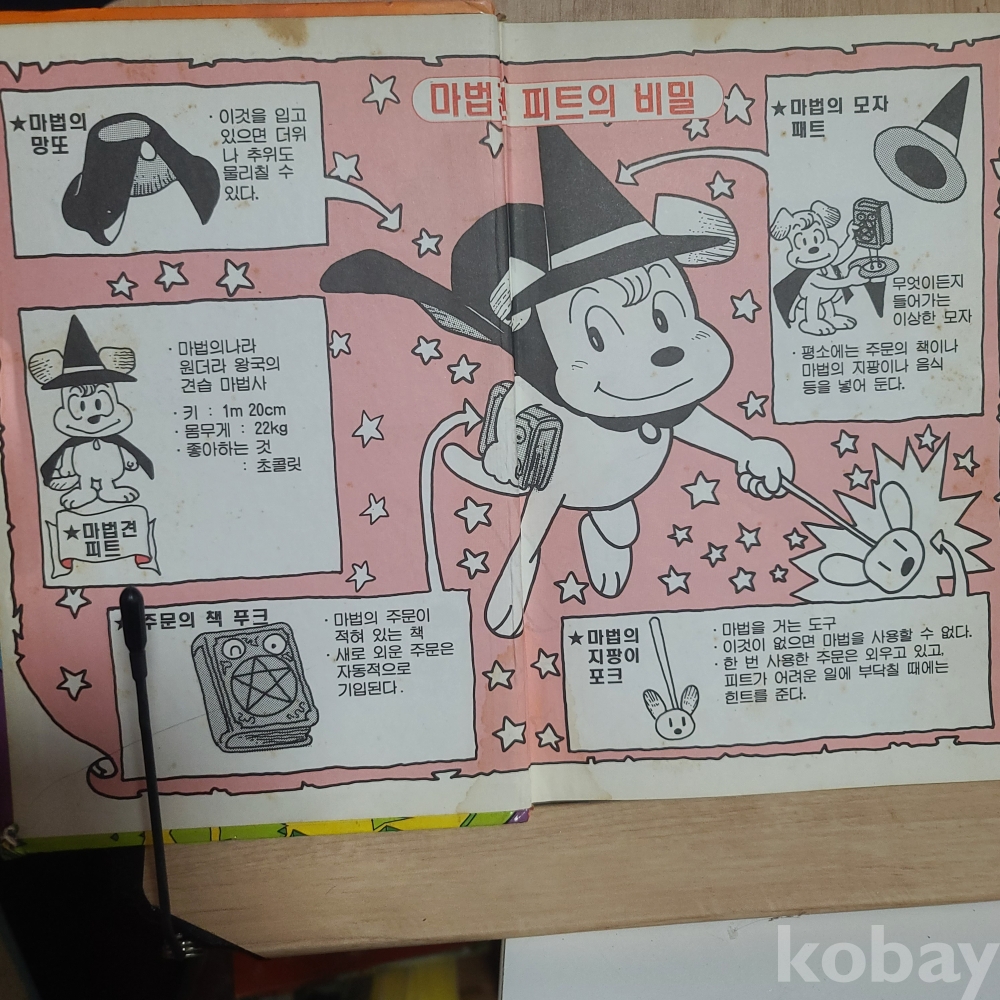 마법견 피트의 비밀
★마법의
망또
· 이것을 입고
있으면 더위
나 추위도
물리칠 수
있다.
★마법의 모자
패트
무엇이든지
들어가는
이상한 모자
· 평소에는 주문의 책이나
마법의 지팡이나 음식
등을 넣어 둔다.
· 마법의나라
원더라 왕국의
견습 마법사
· 키 : 1m 20cm
· 몸무게 : 22kg
· 좋아하는 것
: 초콜릿
★마법견
피트
★주문의 책 푸크
· 마법의 주문이
적혀 있는 책
· 새로 외운 주문은
자동적으로
기입된다.
★마법의
지팡이
포크
· 마법을 거는 도구
· 이것이 없으면 마법을 사용할 수 없다.
· 한 번 사용한 주문은 외우고 있고,
피트가 어려운 일에 부닥칠 때에는
힌트를 준다.
kobay